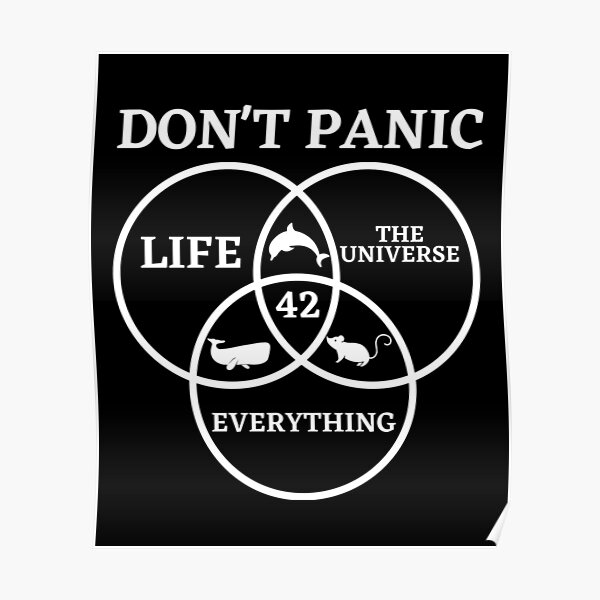 DON'T PANIC
LIFE
THE
UNIVERSE
42
EVERYTHING